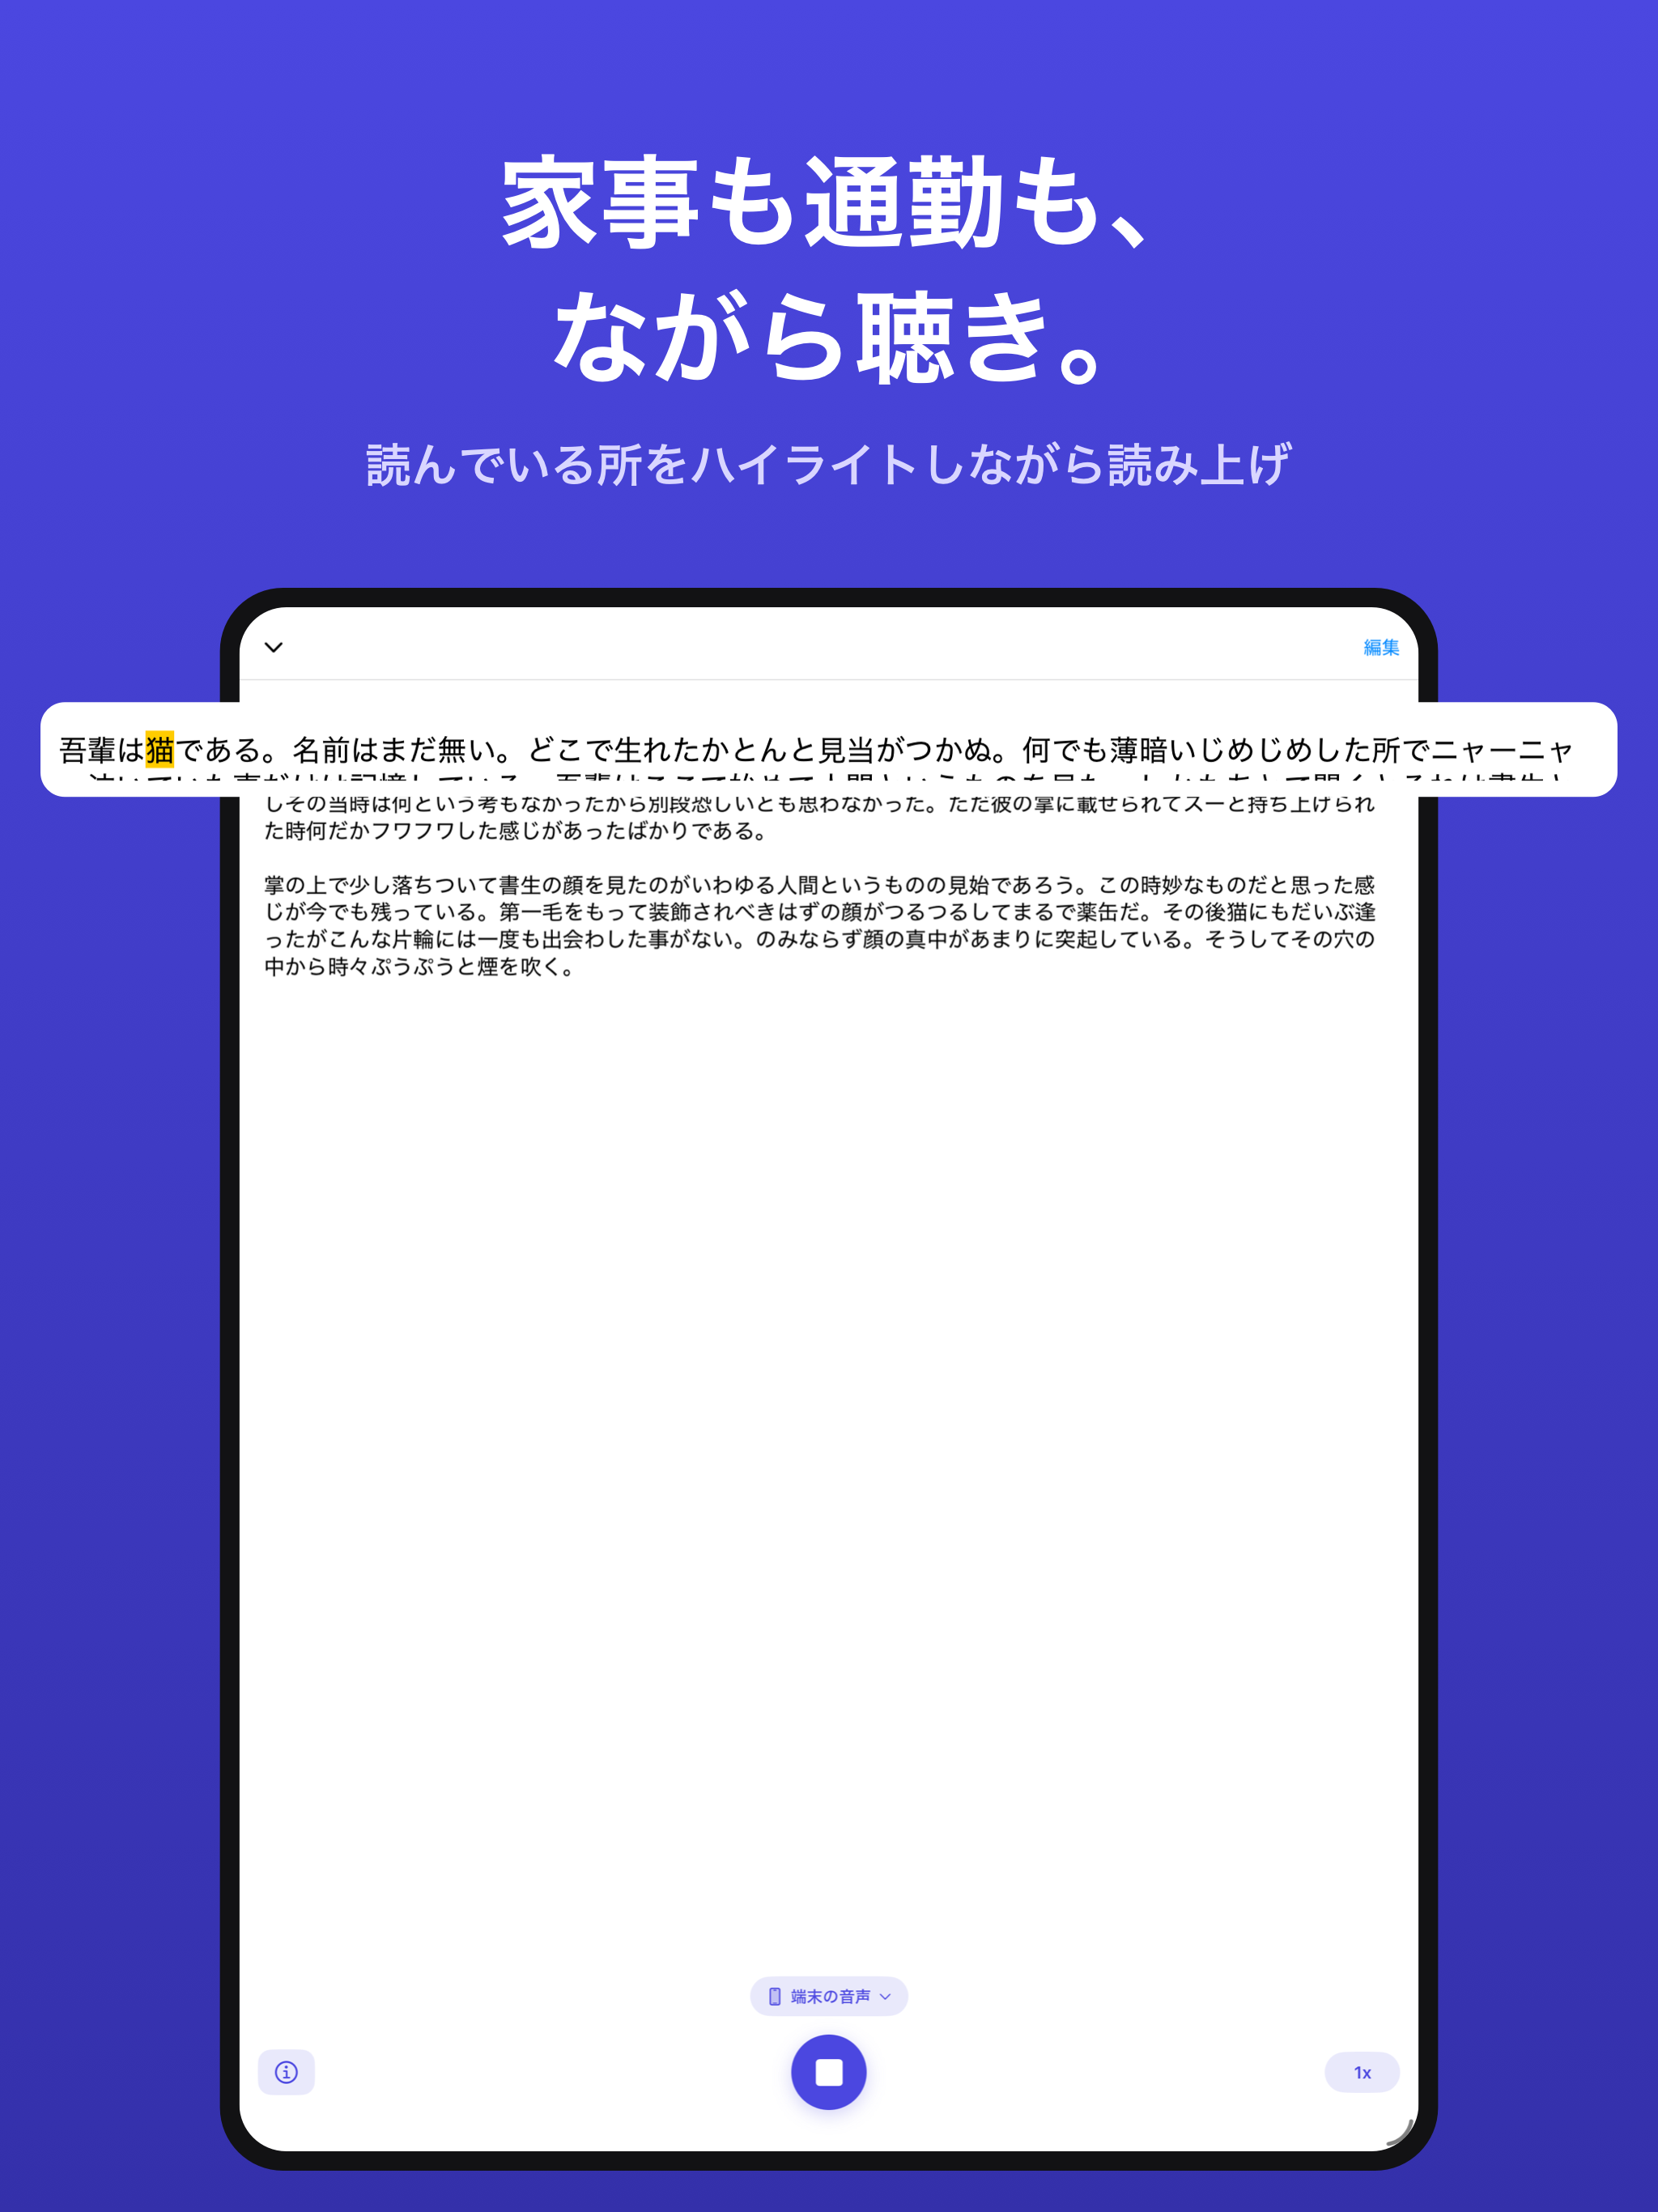 家事も通勤も、
ながら聴き。
読んでいる所をハイライトしながら読み上げ
編集
吾輩は猫である。名前はまだ無い。どこで生れたかとんと見当がつかぬ。何でも薄暗いじめじめした所でニャーニャ
しその当時は何という考もなかったから別段恐しいとも思わなかった。ただ彼の掌に載せられてスーと持ち上げられ
た時何だかフワフワした感じがあったばかりである。
掌の上で少し落ちついて書生の顔を見たのがいわゆる人間というものの見始であろう。この時妙なものだと思った感
じが今でも残っている。第一毛をもって装飾されべきはずの顔がつるつるしてまるで薬缶だ。その後猫にもだいぶ逢
ったがこんな片輪には一度も出会わした事がない。のみならず顔の真中があまりに突起している。そうしてその穴の
中から時々ぷうぷうと煙を吹く。
端末の音声
1x